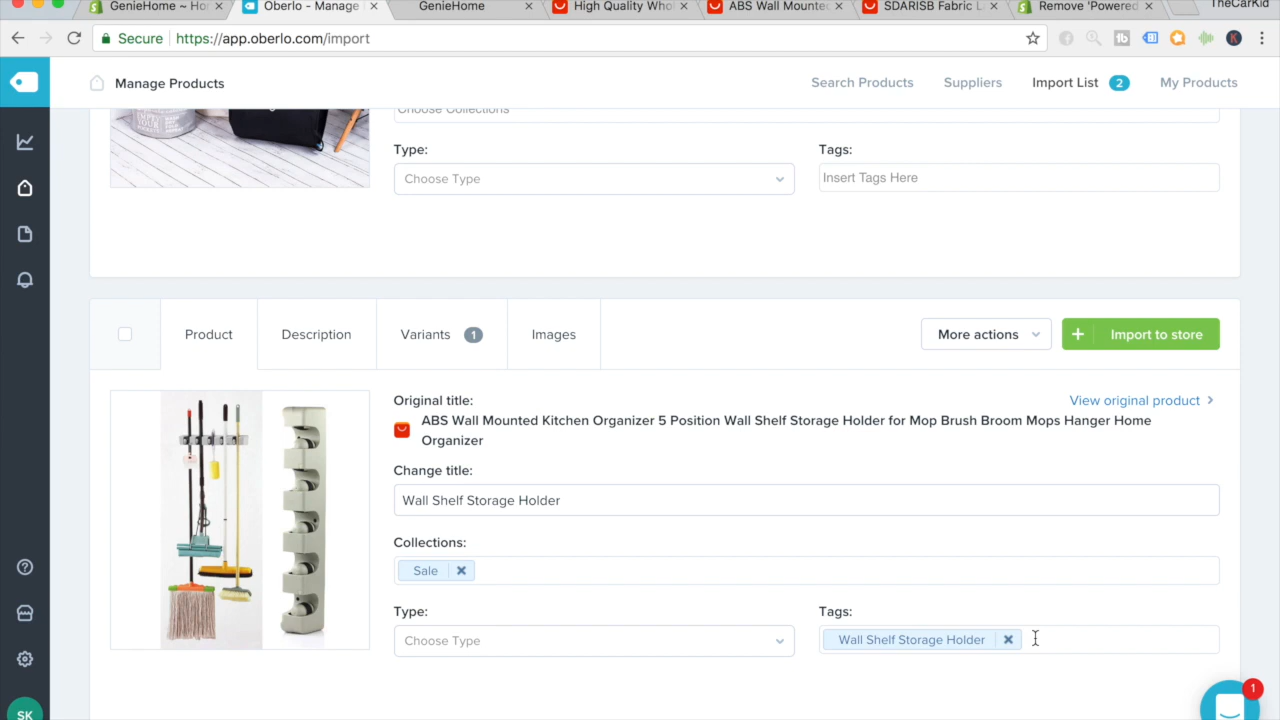 GenieHome ~ Ho
Oberlo - Manage
GenieHome
High Quality Whol
ABS Wall Mounted
SDARISB Fabric L
Remove 'Powered
TheCarKid
Secure https://app.oberlo.com/import
Manage Products
Search Products
Suppliers
Import List 2
My Products
Choose Collections
Type:
Tags:
Choose Type
Insert Tags Here
Product
Description
Variants 1
Images
More actions
+ Import to store
Original title:
View original product
ABS Wall Mounted Kitchen Organizer 5 Position Wall Shelf Storage Holder for Mop Brush Broom Mops Hanger Home
Organizer
Change title:
Wall Shelf Storage Holder
Collections:
Sale
Type:
Tags:
Choose Type
Wall Shelf Storage Holder
1
SK